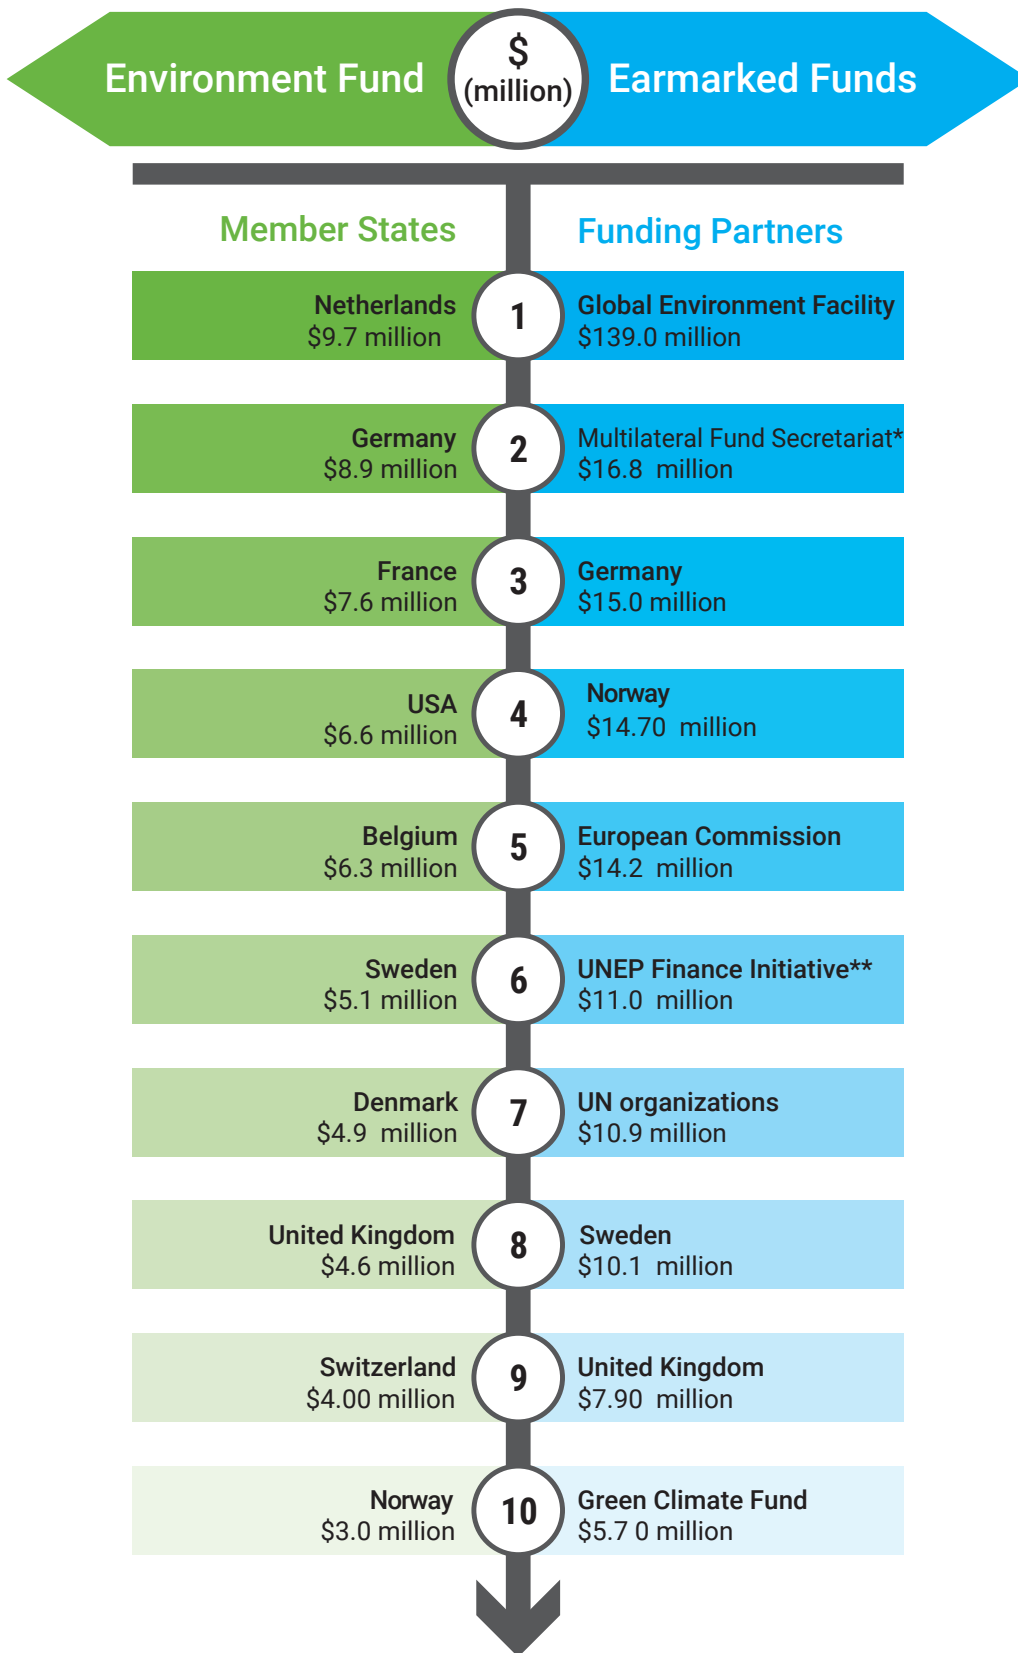 Environment Fund
$
(million)
Earmarked Funds
Member States
Funding Partners
Netherlands
$9.7 million
1
Global Environment Facility
$139.0 million
Germany
$8.9 million
2
Multilateral Fund Secretariat*
$16.8 million
France
$7.6 million
3
Germany
$15.0 million
USA
$6.6 million
4
Norway
$14.70 million
Belgium
$6.3 million
5
European Commission
$14.2 million
Sweden
$5.1 million
6
UNEP Finance Initiative**
$11.0 million
Denmark
$4.9 million
7
UN organizations
$10.9 million
United Kingdom
$4.6 million
8
Sweden
$10.1 million
Switzerland
$4.00 million
9
United Kingdom
$7.90 million
Norway
$3.0 million
10
Green Climate Fund
$5.7 0 million